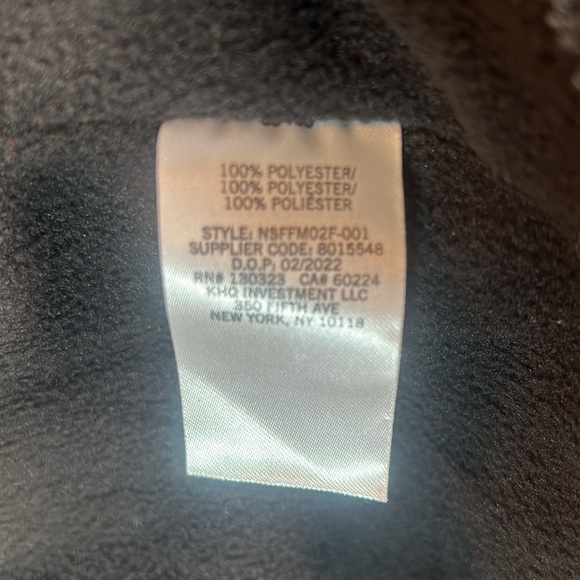 100% POLYESTER/
100% POLYESTER/
100% POLIÉSTER
STYLE: NSFFM02F-001
SUPPLIER CODE: 8015548
D.O.P: 02/2022
RN# 130323 CA# 60224
KHQ INVESTMENT LLC
350 FIFTH AVE
NEW YORK, NY 10118